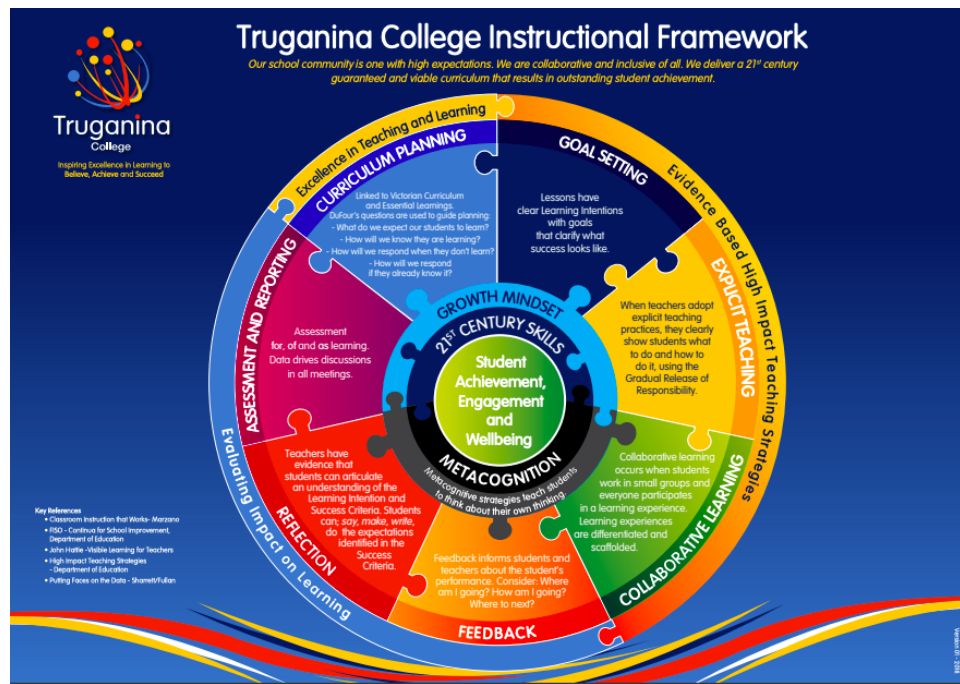 Truganina College Instructional Framework
Our school community is one with high expectations. We are collaborative and inclusive of all. We deliver a 21st century
guaranteed and viable curriculum that results in outstanding student achievement.
Truganina
College
Inspiring Excellence in Learning to
Believe, Achieve and Succeed
Excellence in Teaching and Learning
CURRICULUM PLANNING
Linked to Victorian Curriculum
and Essential Learnings.
DuFour's questions are used to guide planning:
- What do we expect our students to learn?
- How will we know they are learning?
- How will we respond when they don't learn?
- How will we respond
if they already know it?
Evidence Based High Impact Teaching Strategies
GOAL SETTING
Lessons have
clear Learning Intentions
with goals
that clarify what
success looks like.
EXPLICIT TEACHING
When teachers adopt
explicit teaching
practices, they clearly
show students what
to do and how to
do it, using the
Gradual Release of
Responsibility.
COLLABORATIVE LEARNING
Collaborative learning
occurs when students
work in small groups and
everyone participates
in a learning experience.
Learning experiences
are differentiated and
scaffolded.
FEEDBACK
Feedback informs students and
teachers about the student's
performance. Consider: Where
am I going? How am I going?
Where to next?
Evaluating Impact on Learning
REFLECTION
Teachers have
evidence that
students can articulate
an understanding of the
Learning Intention and
Success Criteria. Students
can; say, make, write,
do the expectations
identified in the
Success
Criteria.
ASSESSMENT AND REPORTING
Assessment
for, of and as learning.
Data drives discussions
in all meetings.
GROWTH MINDSET
21ST CENTURY SKILLS
Student
Achievement,
Engagement
and
Wellbeing
METACOGNITION
Metacognitive strategies teach students
to think about their own thinking.
Key References
• Classroom Instruction that Works- Marzano
• FISO - Continua for School Improvement,
Department of Education
• John Hattie -Visible Learning for Teachers
• High Impact Teaching Strategies
- Department of Education
• Putting Faces on the Data - Sharrett/Fullan